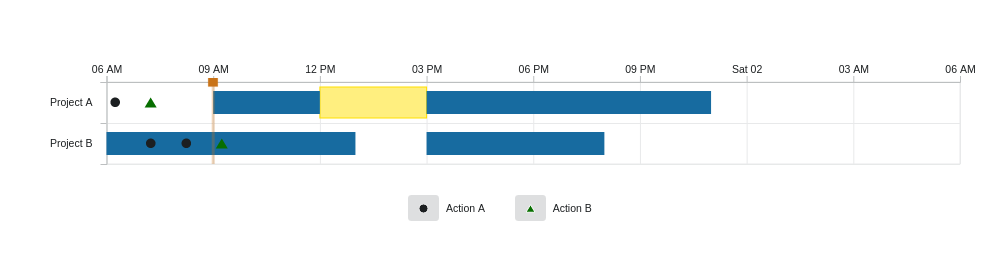 06 AM 09 AM 12 PM 03 PM 06 PM 09 PM Sat 02 03 AM 06 AM
Project A
Project B
Action A Action B